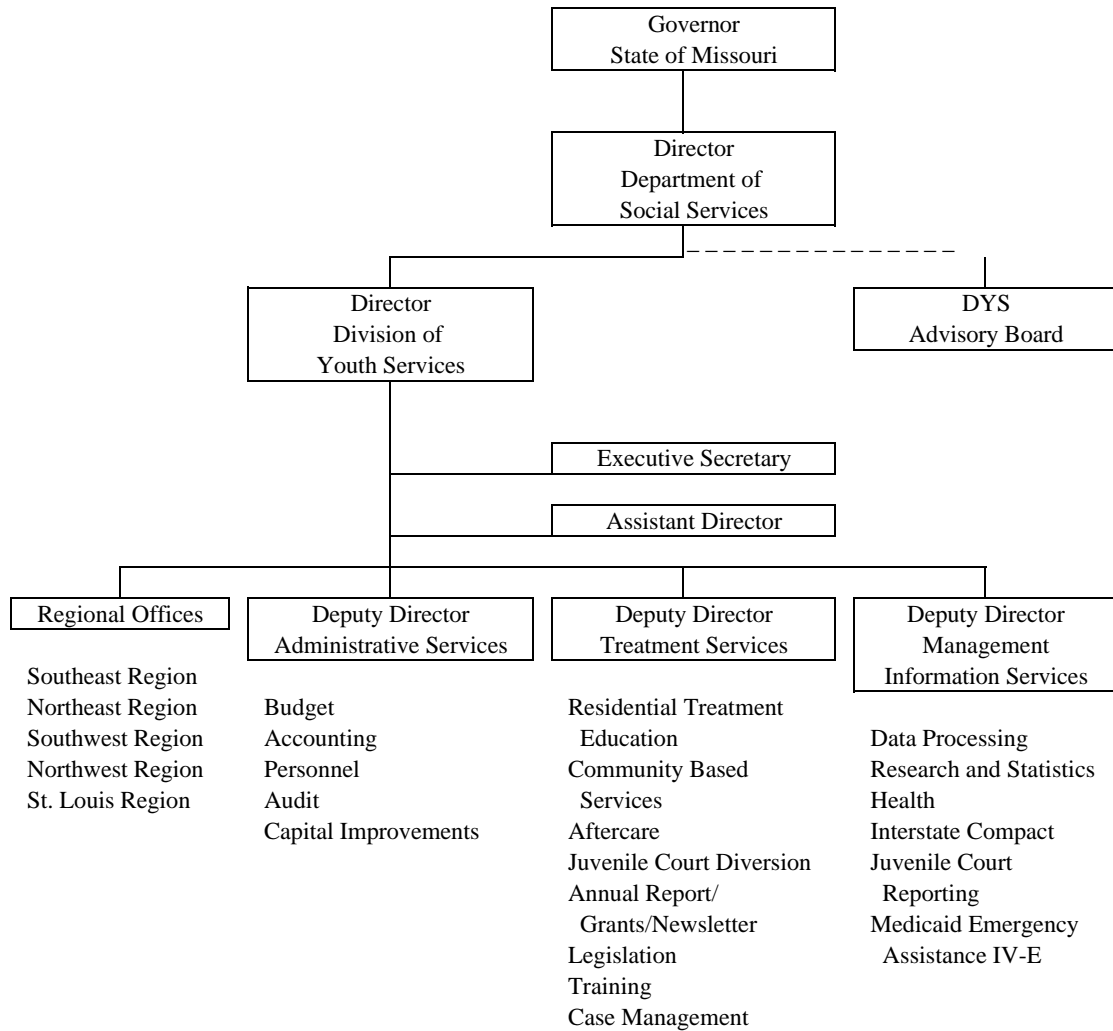 Governor
State of Missouri
Director
Department of
Social Services
Director
Division of
Youth Services
DYS
Advisory Board
Executive Secretary
Assistant Director
Regional Offices
Southeast Region
Northeast Region
Southwest Region
Northwest Region
St. Louis Region
Deputy Director
Administrative Services
Budget
Accounting
Personnel
Audit
Capital Improvements
Deputy Director
Treatment Services
Residential Treatment
Education
Community Based
Services
Aftercare
Juvenile Court Diversion
Annual Report/
Grants/Newsletter
Legislation
Training
Case Management
Deputy Director
Management
Information Services
Data Processing
Research and Statistics
Health
Interstate Compact
Juvenile Court
Reporting
Medicaid Emergency
Assistance IV-E